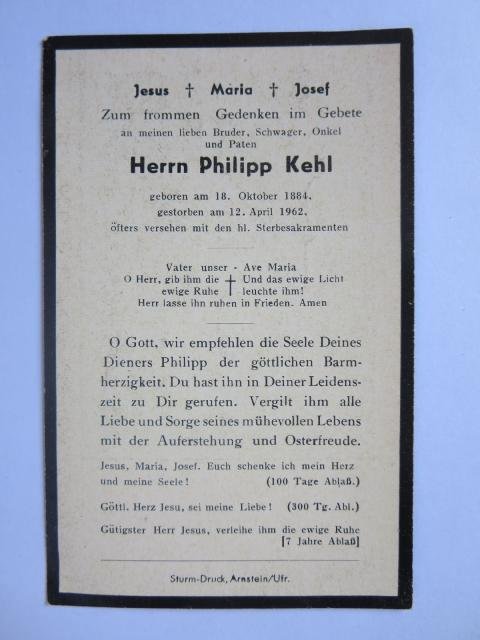 Jesus † Maria † Josef
Zum frommen Gedenken im Gebete
an meinen lieben Bruder, Schwager, Onkel
und Paten
Herrn Philipp Kehl
geboren am 18. Oktober 1884,
gestorben am 12. April 1962,
öfters versehen mit den hl. Sterbesakramenten
Vater unser - Ave Maria
O Herr, gib ihm die † Und das ewige Licht
ewige Ruhe leuchte ihm!
Herr lasse ihn ruhen in Frieden. Amen
O Gott, wir empfehlen die Seele Deines
Dieners Philipp der göttlichen Barm-
herzigkeit. Du hast ihn in Deiner Leidens-
zeit zu Dir gerufen. Vergilt ihm alle
Liebe und Sorge seines mühevollen Lebens
mit der Auferstehung und Osterfreude.
Jesus, Maria, Josef. Euch schenke ich mein Herz
und meine Seele! (100 Tage Ablaß.)
Göttl. Herz Jesu, sei meine Liebe! (300 Tg. Abl.)
Gütigster Herr Jesus, verleihe ihm die ewige Ruhe
[7 Jahre Ablaß]
Sturm-Druck, Arnstein/Ufr.